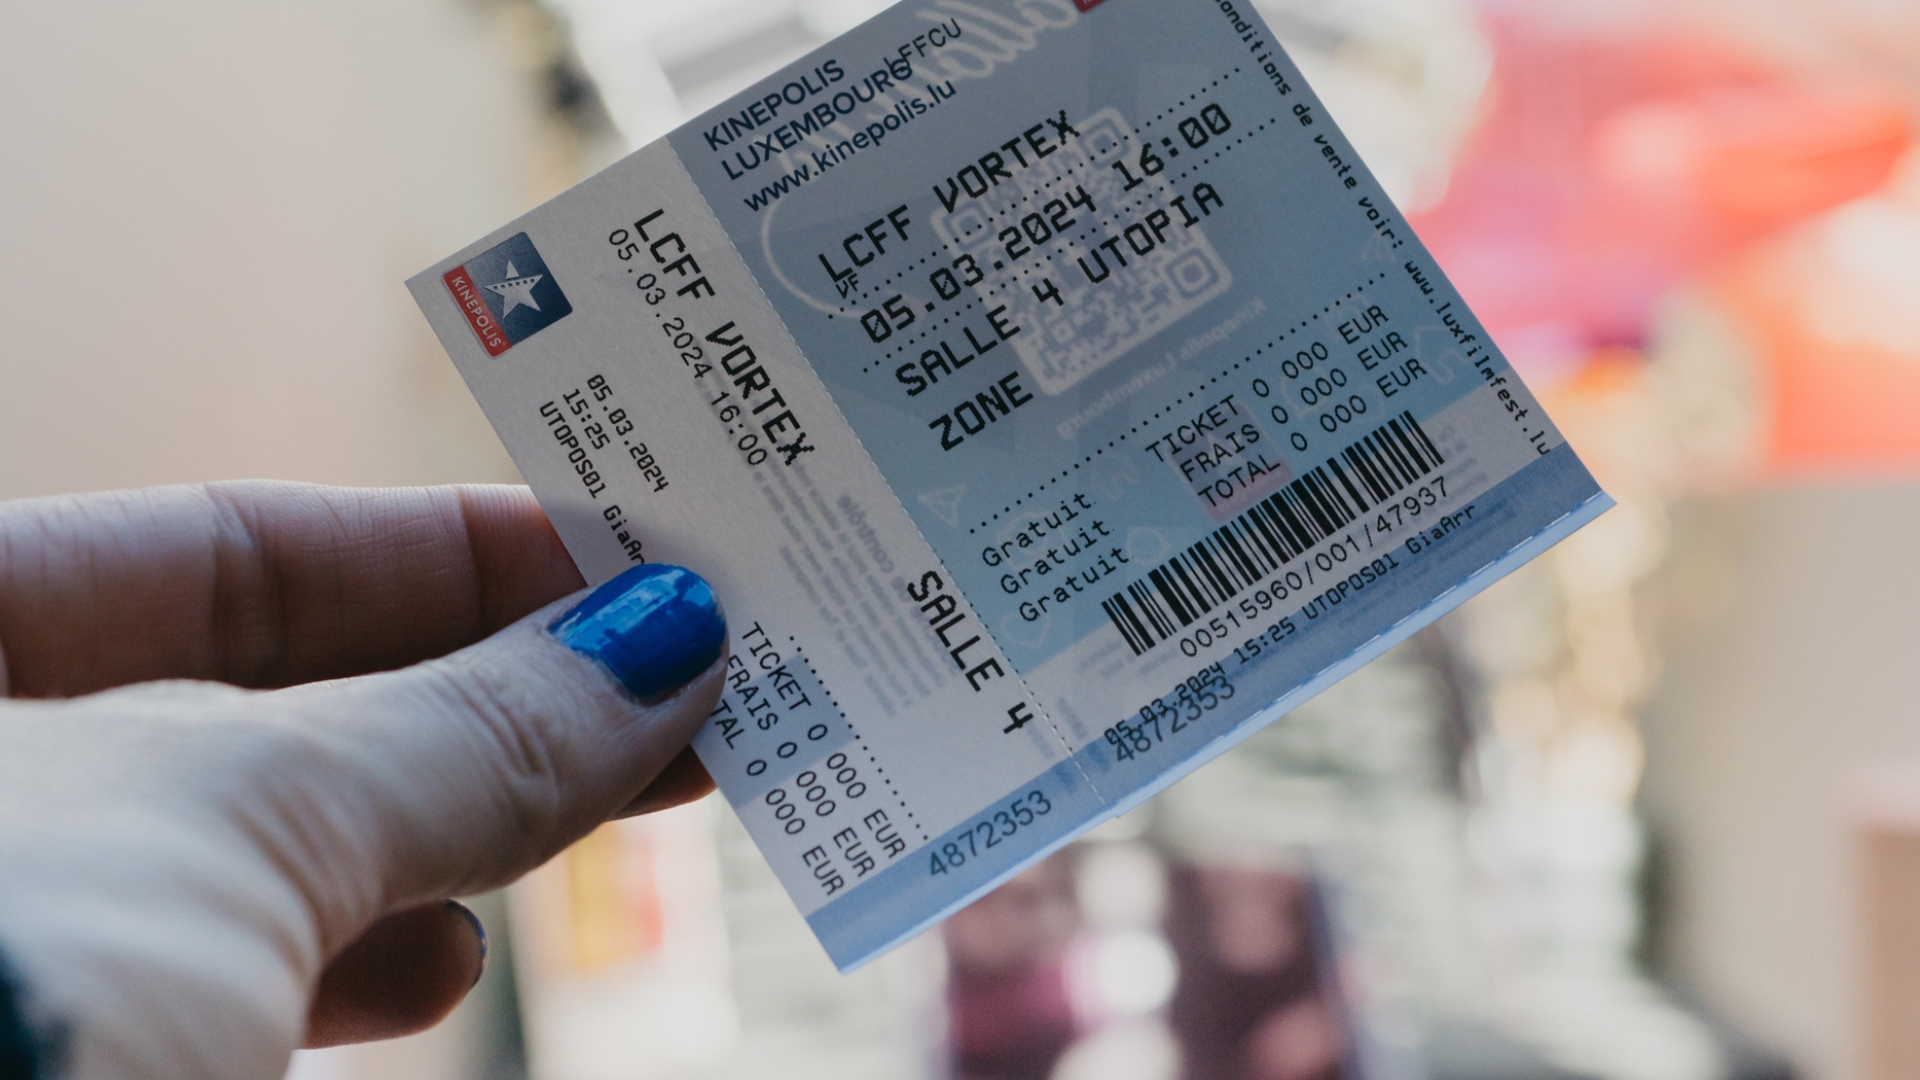 KINEPOLIS
05.03.2024
15:25
UTOPOS01 GiaArr
LCFF VORTEX
05.03.2024 16:00
SALLE 4
TICKET 0 000 EUR
FRAIS 0 000 EUR
TAL 0 000 EUR
4872353
KINEPOLIS
LUXEMBOURG
LFFCU
www.kinepolis.lu
LCFF VORTEX
VF
05.03.2024 16:00
SALLE 4 UTOPIA
ZONE
Gratuit TICKET 0 000 EUR
Gratuit FRAIS 0 000 EUR
Gratuit TOTAL 0 000 EUR
00515960/001/47937
05.03.2024 15:25 UTOPOS01 GiaArr
4872353
onditions de vente voir: www.luxfilmfest.lu